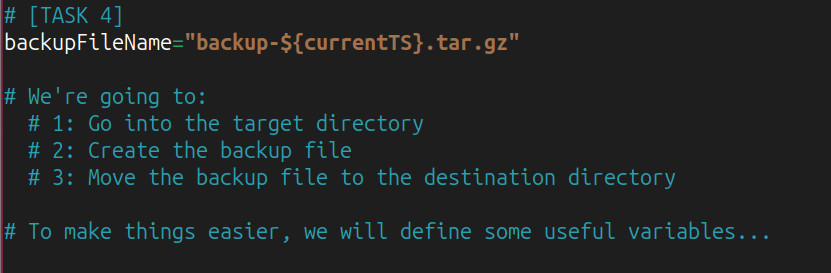 # [TASK 4]
backupFileName="backup-${currentTS}.tar.gz"
# We're going to:
# 1: Go into the target directory
# 2: Create the backup file
# 3: Move the backup file to the destination directory
# To make things easier, we will define some useful variables...